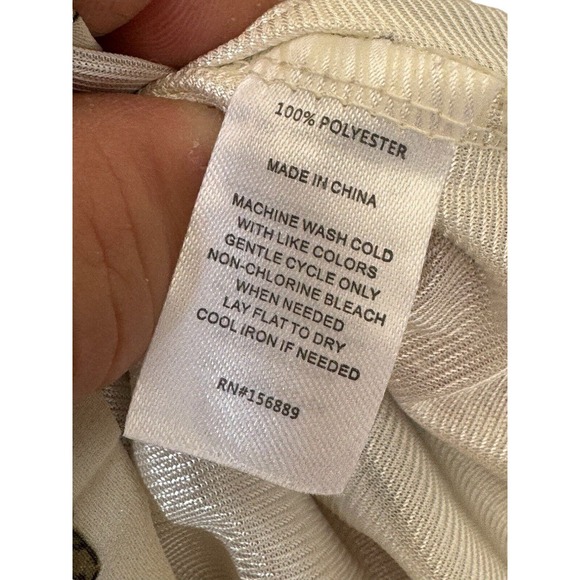 100% POLYESTER
MADE IN CHINA
MACHINE WASH COLD
WITH LIKE COLORS
GENTLE CYCLE ONLY
NON-CHLORINE BLEACH
WHEN NEEDED
LAY FLAT TO DRY
COOL IRON IF NEEDED
RN#156889